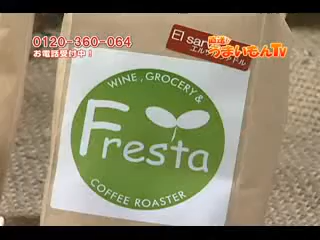 0120-360-064
お電話受付中!
うまいもんTV
El sar
エルサ
WINE, GROCERY &
Fresta
COFFEE ROASTER